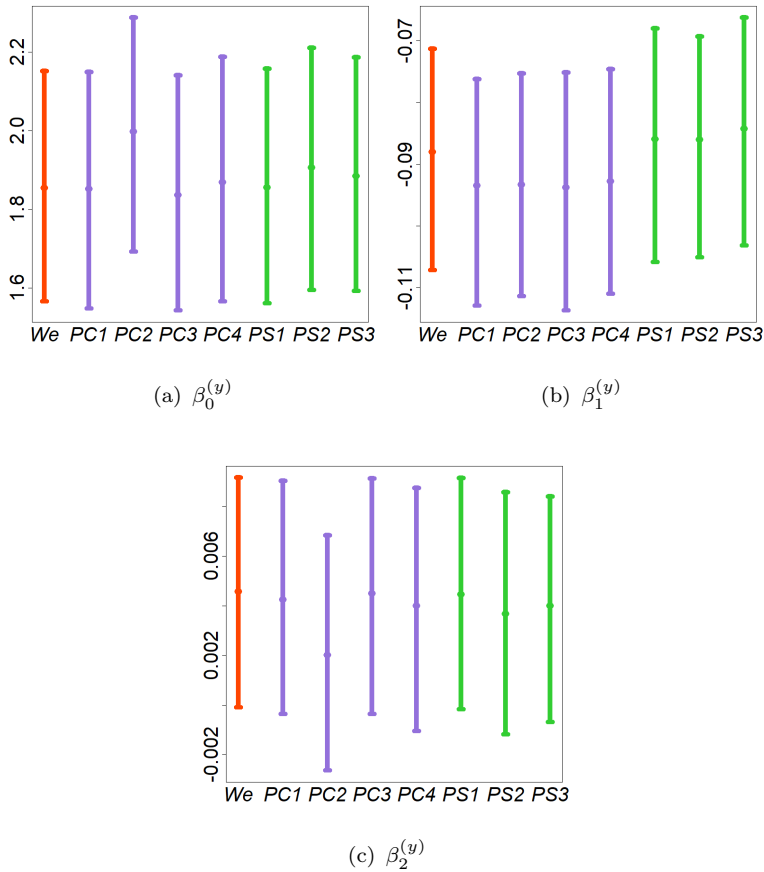 2.2
2.0
1.8
1.6
We PC1 PC2 PC3 PC4 PS1 PS2 PS3
(a) β₀⁽ʸ⁾
-0.07
-0.09
-0.11
We PC1 PC2 PC3 PC4 PS1 PS2 PS3
(b) β₁⁽ʸ⁾
0.006
0.002
-0.002
We PC1 PC2 PC3 PC4 PS1 PS2 PS3
(c) β₂⁽ʸ⁾